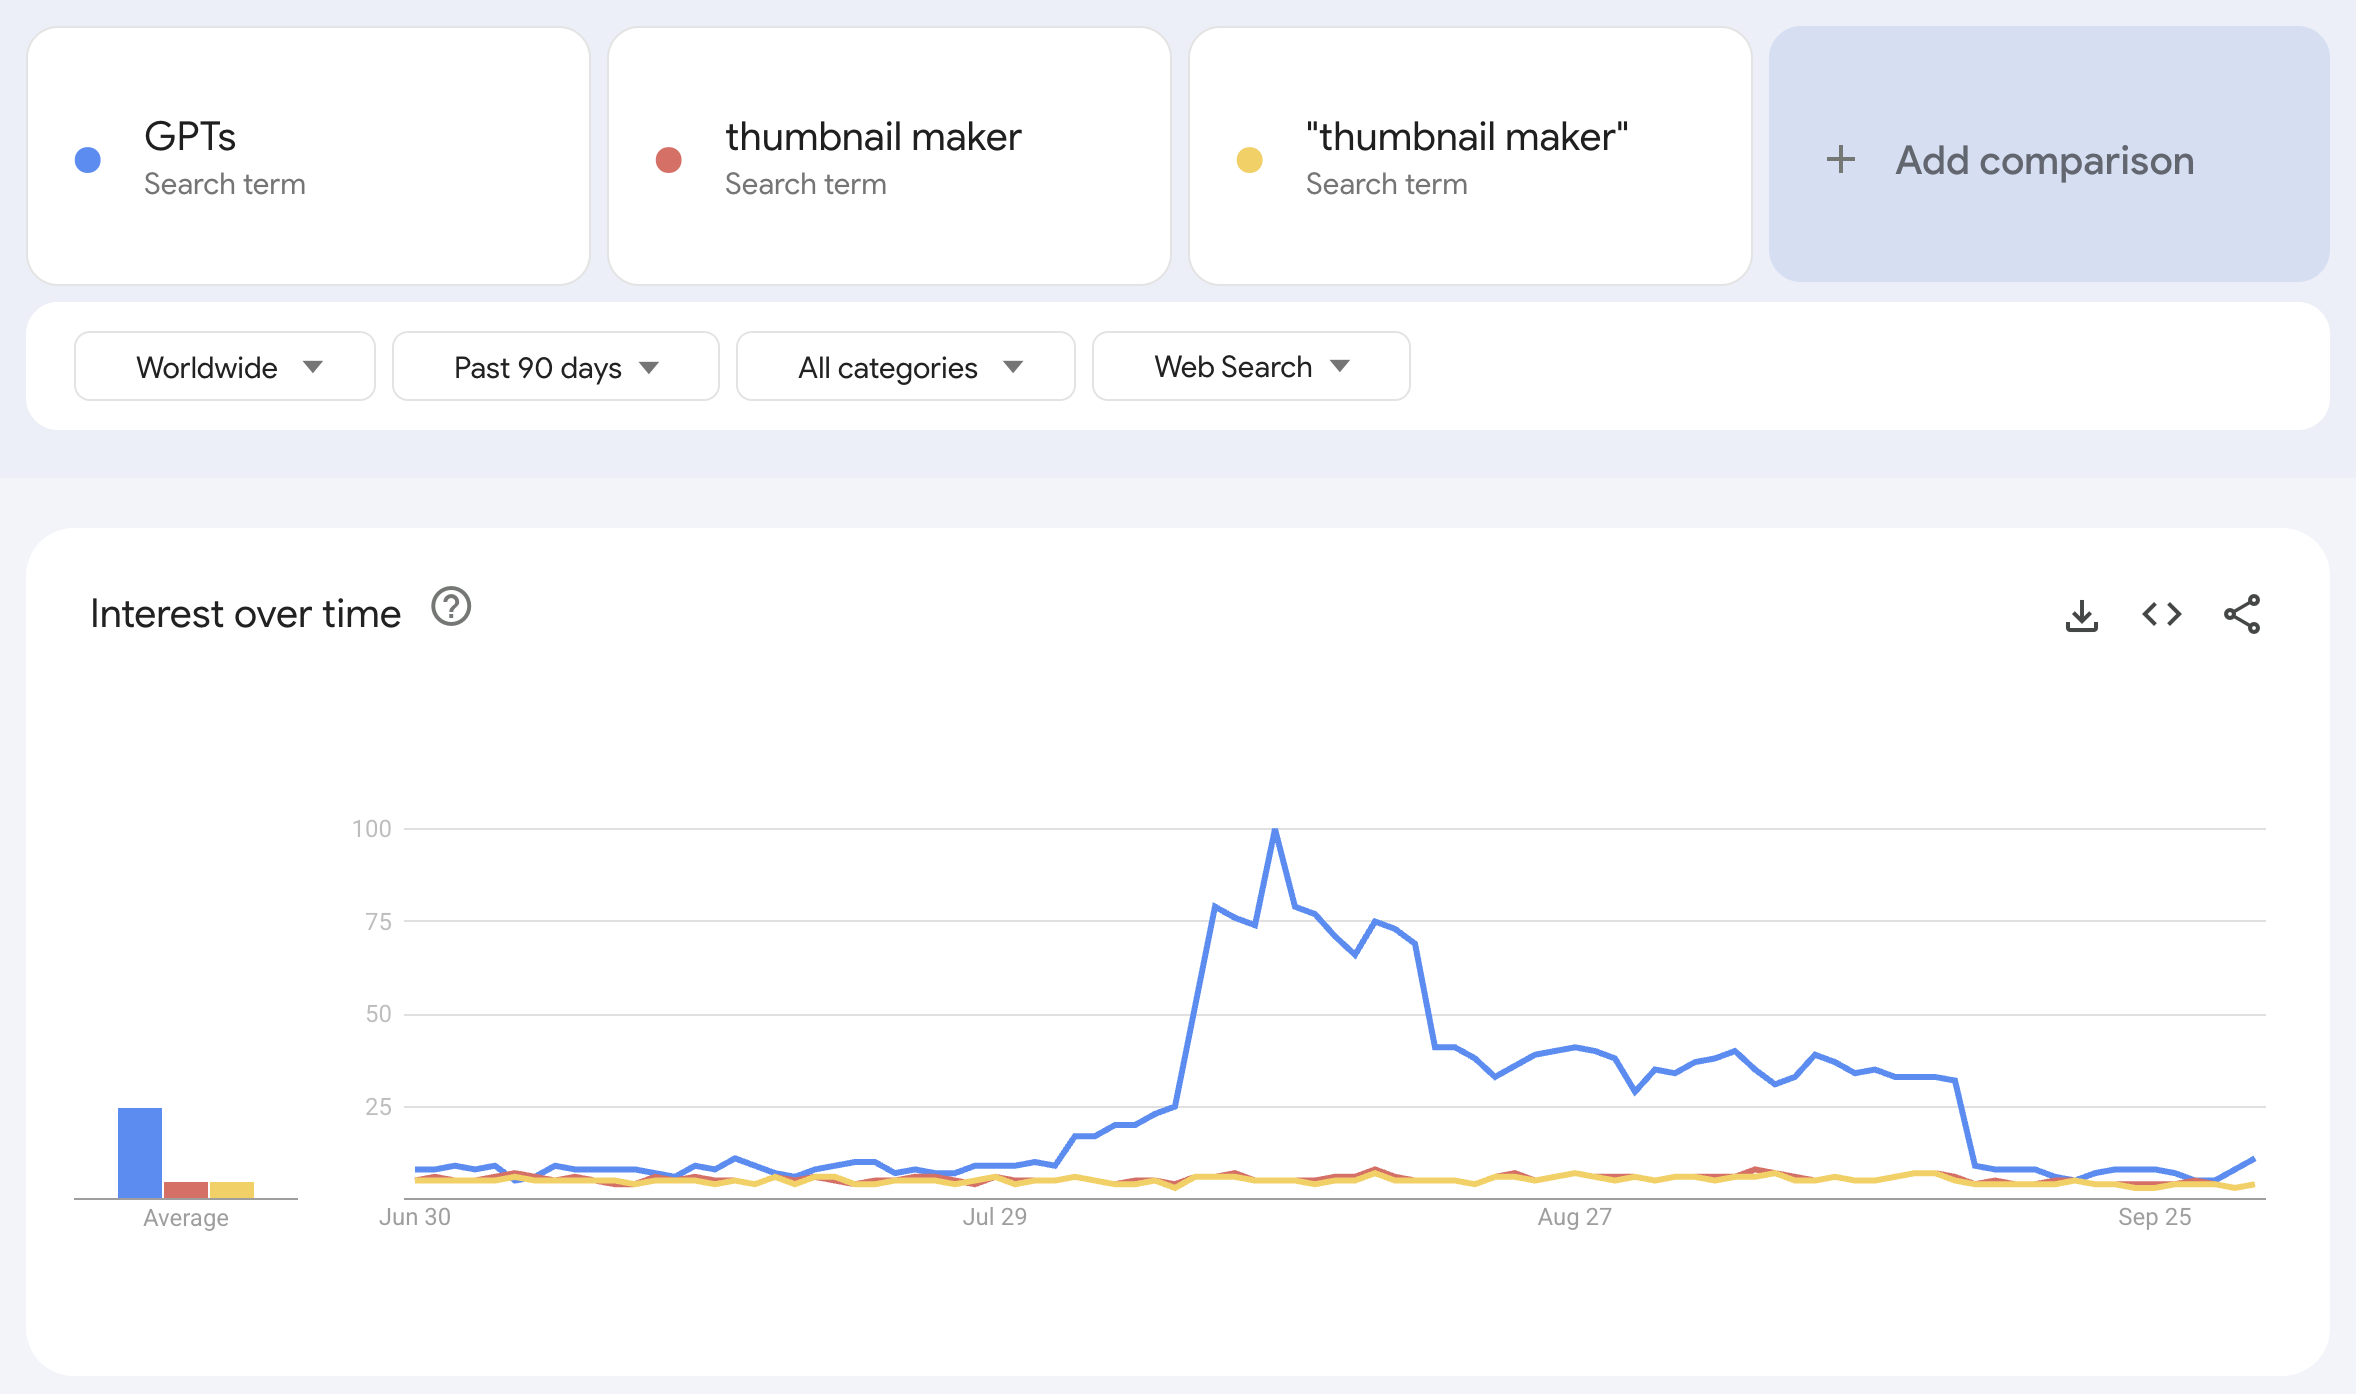 GPTs
Search term
thumbnail maker
Search term
"thumbnail maker"
Search term
+ Add comparison
Worldwide
Past 90 days
All categories
Web Search
Interest over time
100
75
50
25
Average
Jun 30
Jul 29
Aug 27
Sep 25